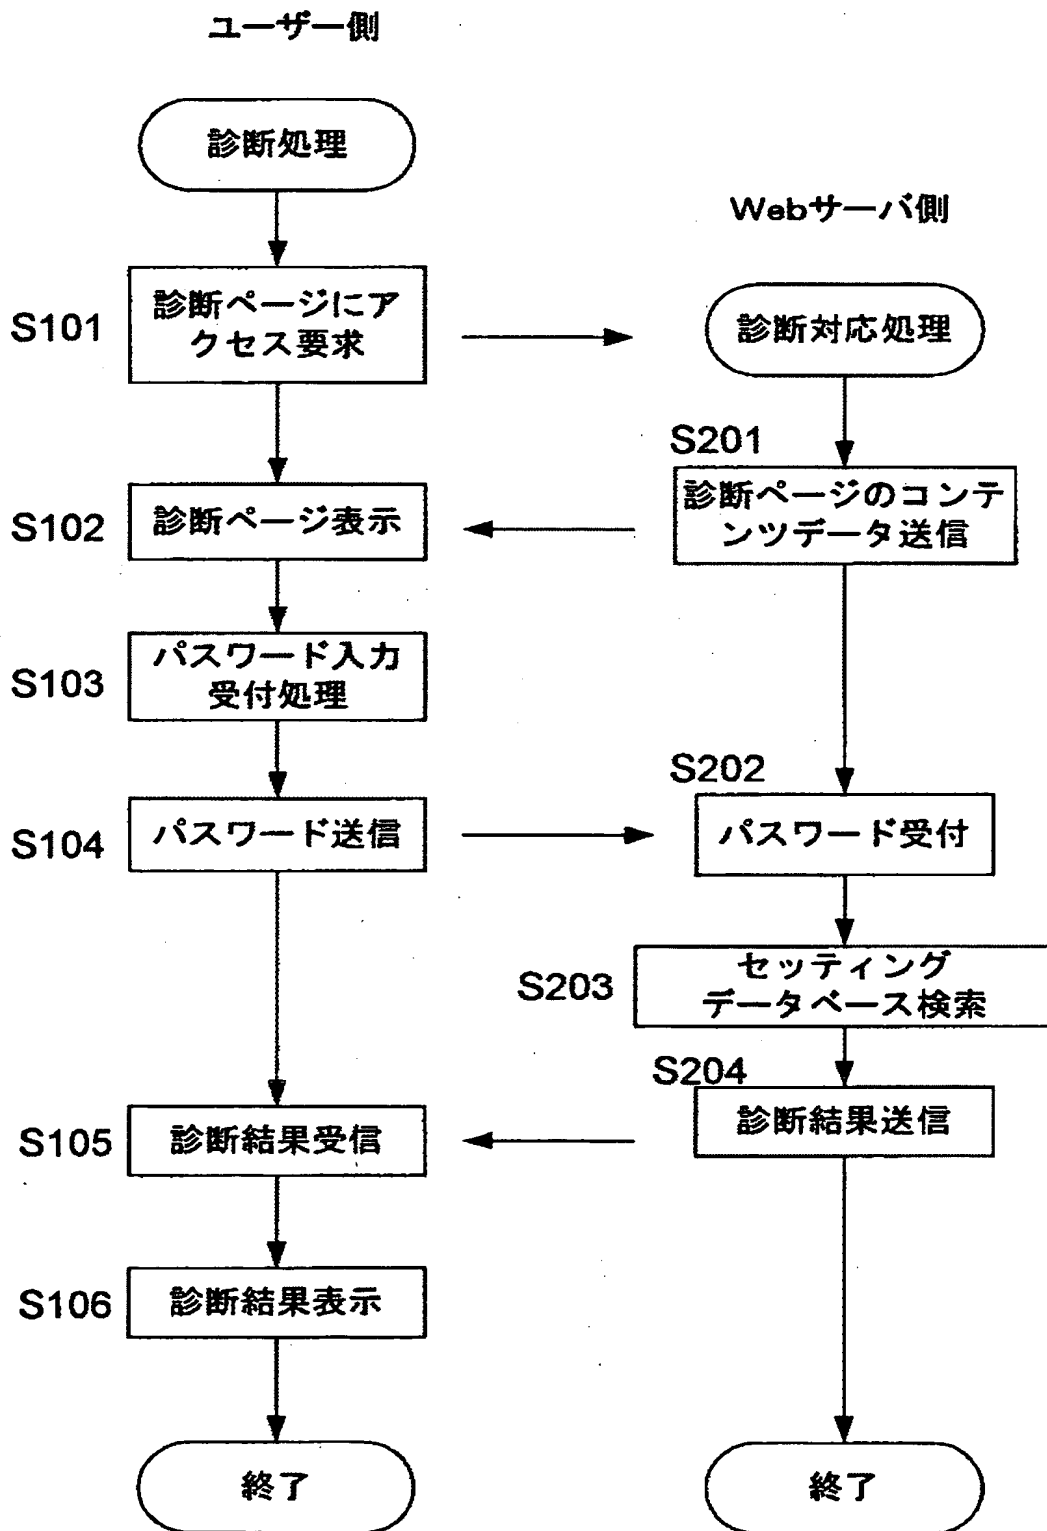 ユーザー側
診断処理
Webサーバ側
S101
診断ページにア
クセス要求
診断対応処理
S201
S102
診断ページ表示
診断ページのコンテ
ンツデータ送信
S103
パスワード入力
受付処理
S202
S104
パスワード送信
パスワード受付
S203
セッティング
データベース検索
S204
S105
診断結果受信
診断結果送信
S106
診断結果表示
終了
終了